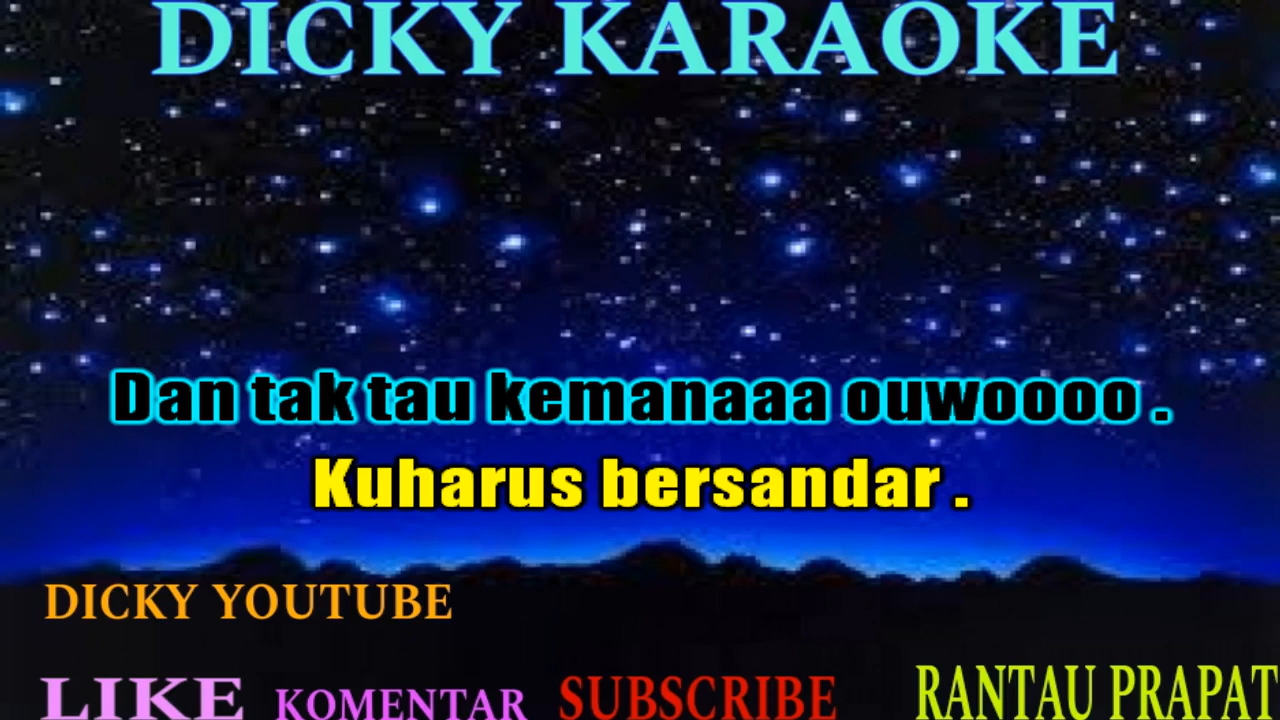 DICKY KARAOKE
Dan tak tau kemanaaa ouwoooo .
Kuharus bersandar .
DICKY YOUTUBE
LIKE KOMENTAR SUBSCRIBE RANTAU PRAPAT